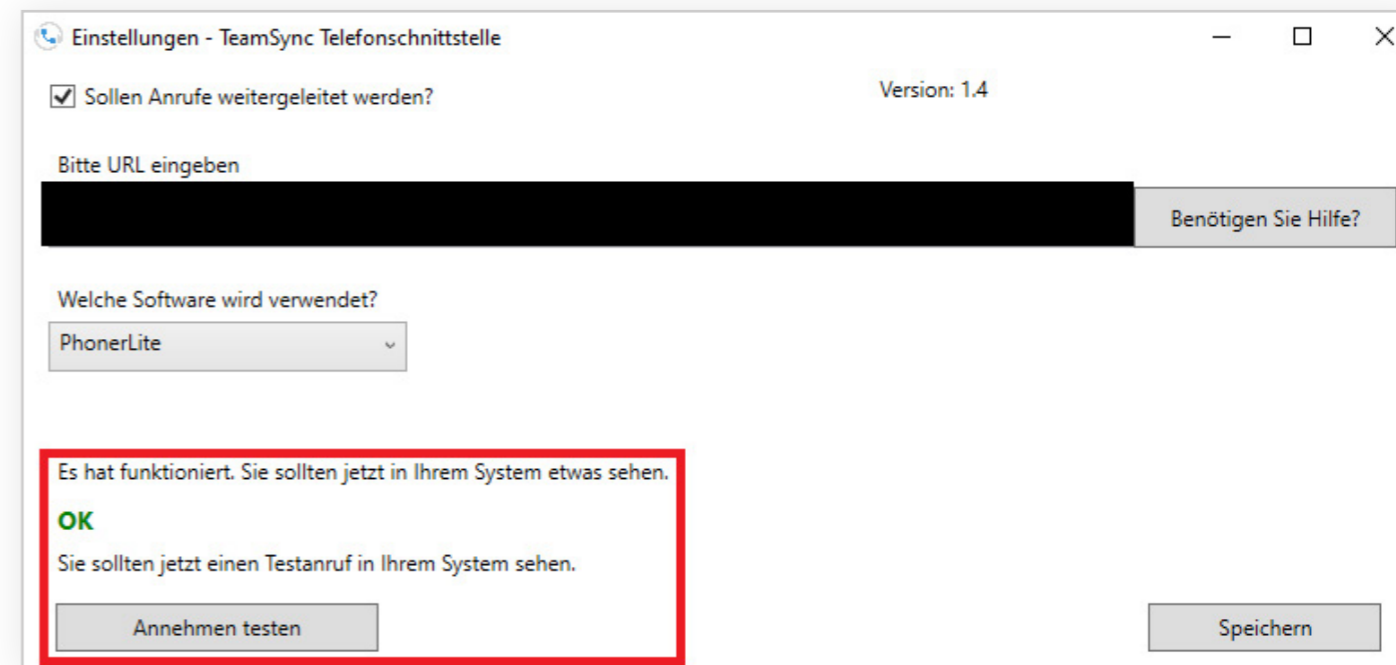 Einstellungen - TeamSync Telefonschnittstelle
Sollen Anrufe weitergeleitet werden?
Version: 1.4
Bitte URL eingeben
Benötigen Sie Hilfe?
Welche Software wird verwendet?
PhonerLite
Es hat funktioniert. Sie sollten jetzt in Ihrem System etwas sehen.
OK
Sie sollten jetzt einen Testanruf in Ihrem System sehen.
Annehmen testen
Speichern